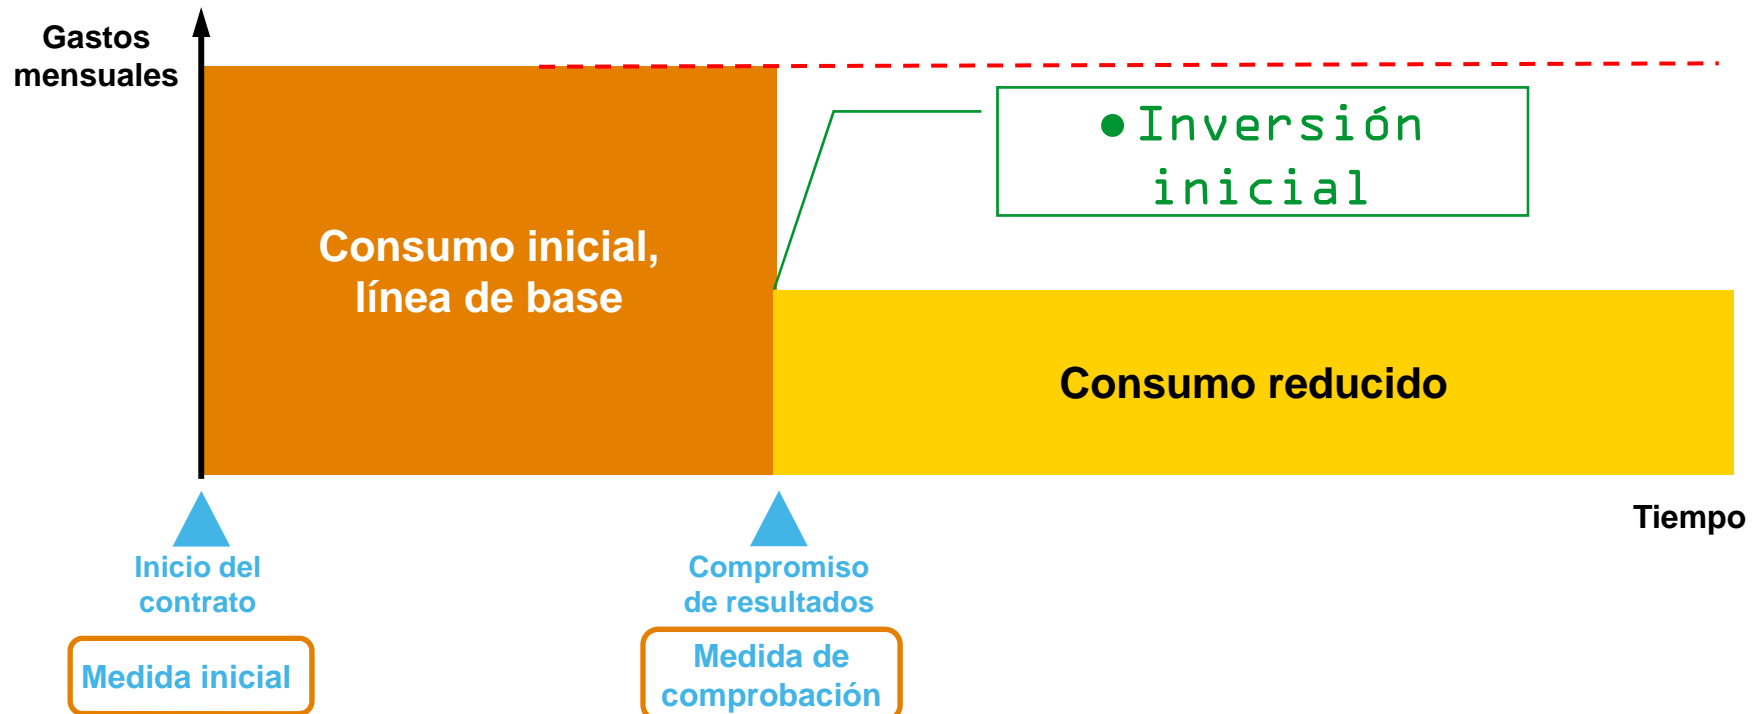 Gastos
mensuales
• Inversión
inicial
Consumo inicial,
línea de base
Consumo reducido
Tiempo
Inicio del
contrato
Compromiso
de resultados
Medida inicial
Medida de
comprobación